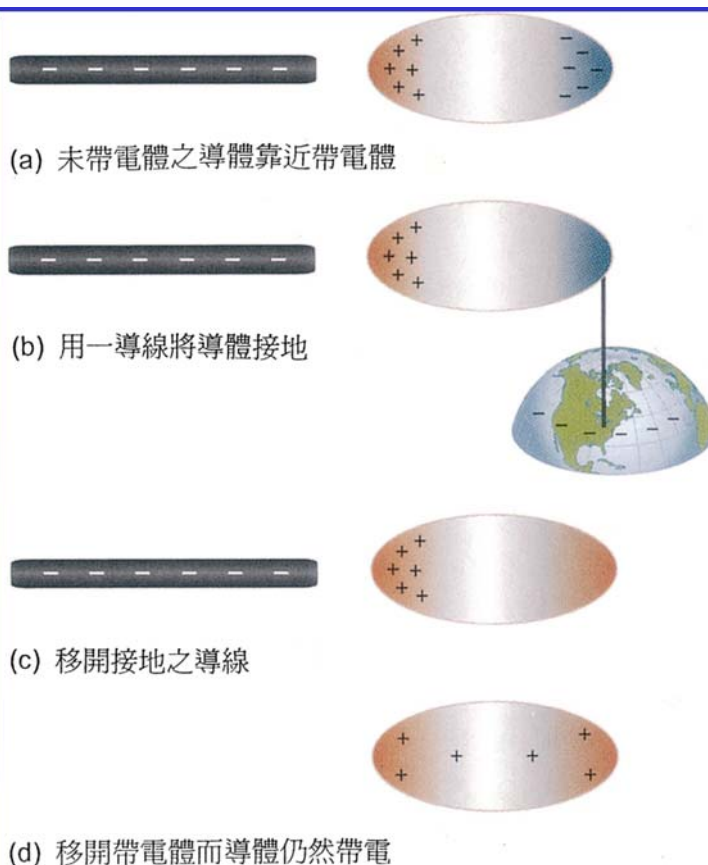 (a) 未帶電體之導體靠近帶電體
(b) 用一導線將導體接地
(c) 移開接地之導線
(d) 移開帶電體而導體仍然帶電